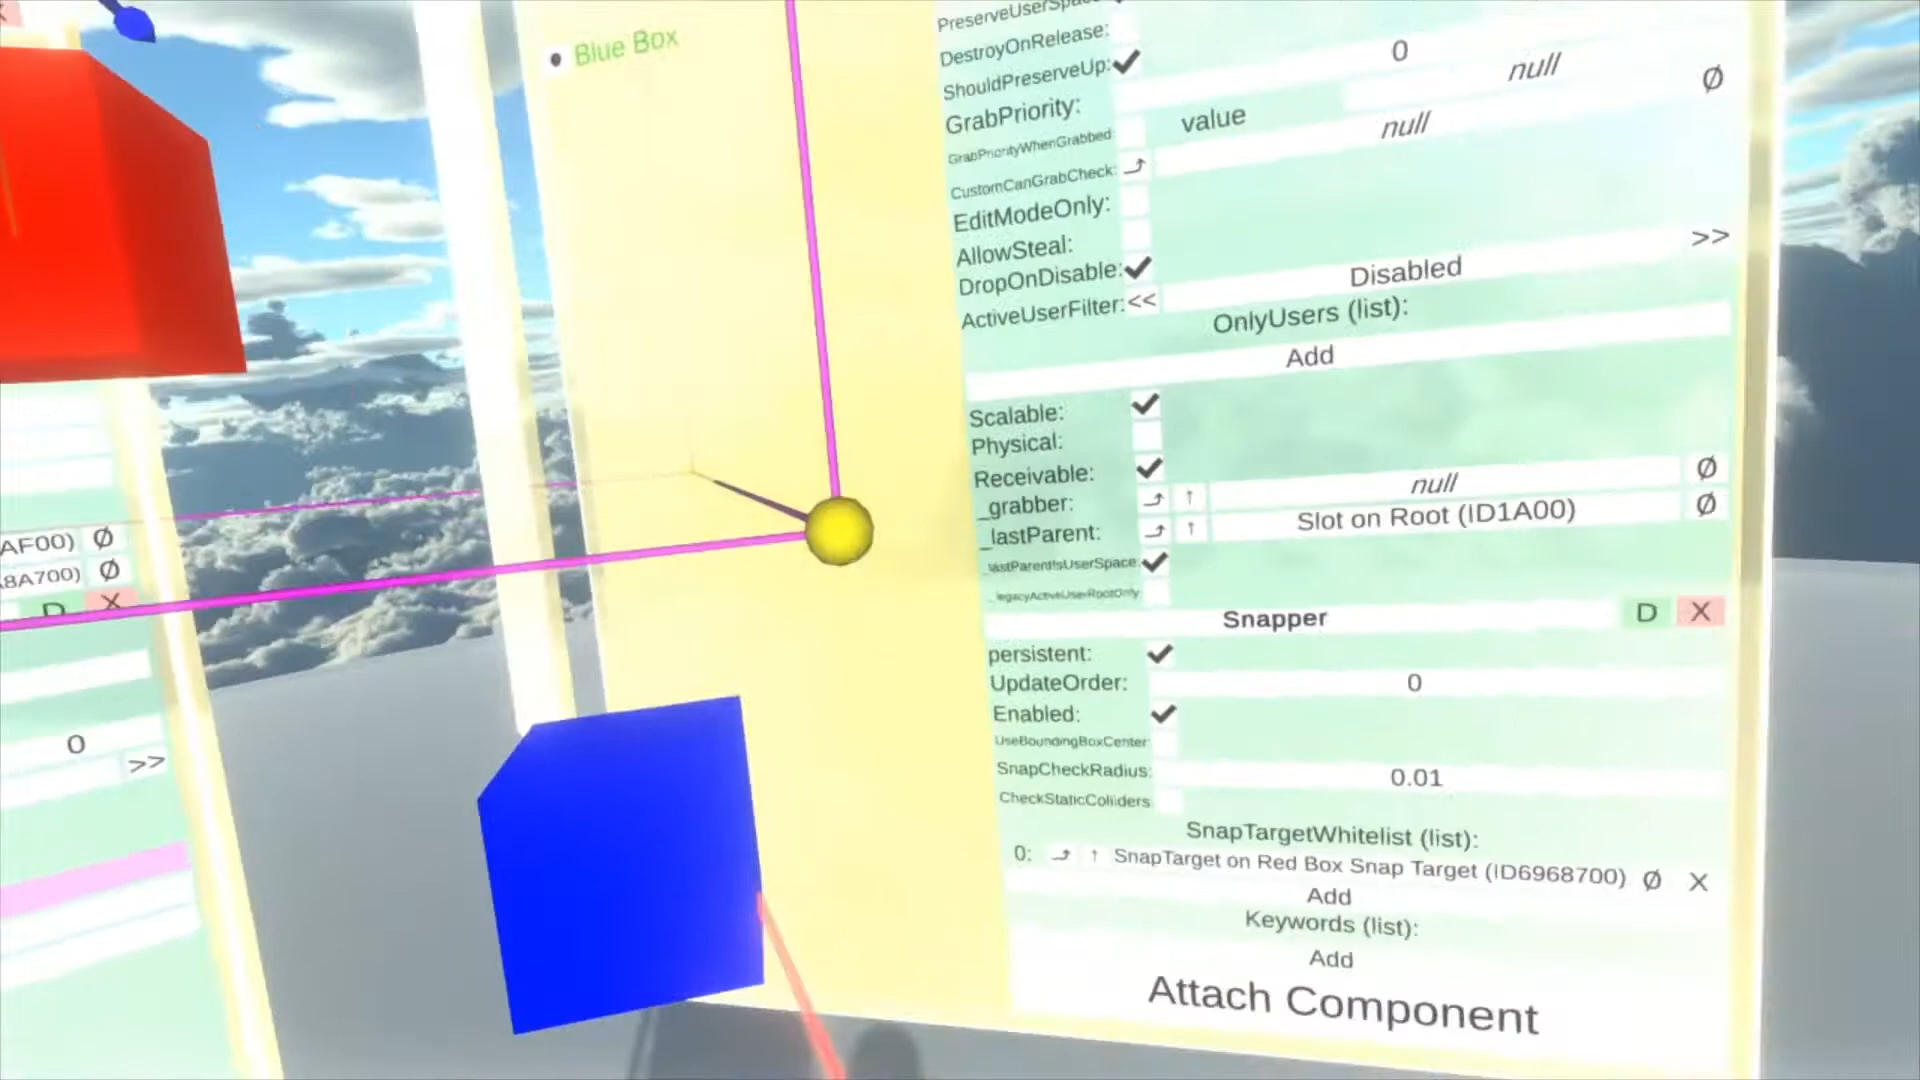 Blue Box
PreserveUserSpace
DestroyOnRelease:
ShouldPreserveUp:
GrabPriority: 0
GrabPriorityWhenGrabbed: value null Ø
CustomCanGrabCheck: null
EditModeOnly:
AllowSteal:
DropOnDisable:
ActiveUserFilter: << Disabled >>
OnlyUsers (list):
Add
Scalable:
Physical:
Receivable:
_grabber: null Ø
_lastParent: Slot on Root (ID1A00) Ø
_lastParentIsUserSpace:
_legacyActiveUserRootOnly:
Snapper D X
persistent:
UpdateOrder: 0
Enabled:
UseBoundingBoxCenter:
SnapCheckRadius: 0.01
CheckStaticColliders
SnapTargetWhitelist (list):
0: SnapTarget on Red Box Snap Target (ID6968700) Ø X
Add
Keywords (list):
Add
Attach Component
AF00) Ø
8A700) Ø
D X
0
>>